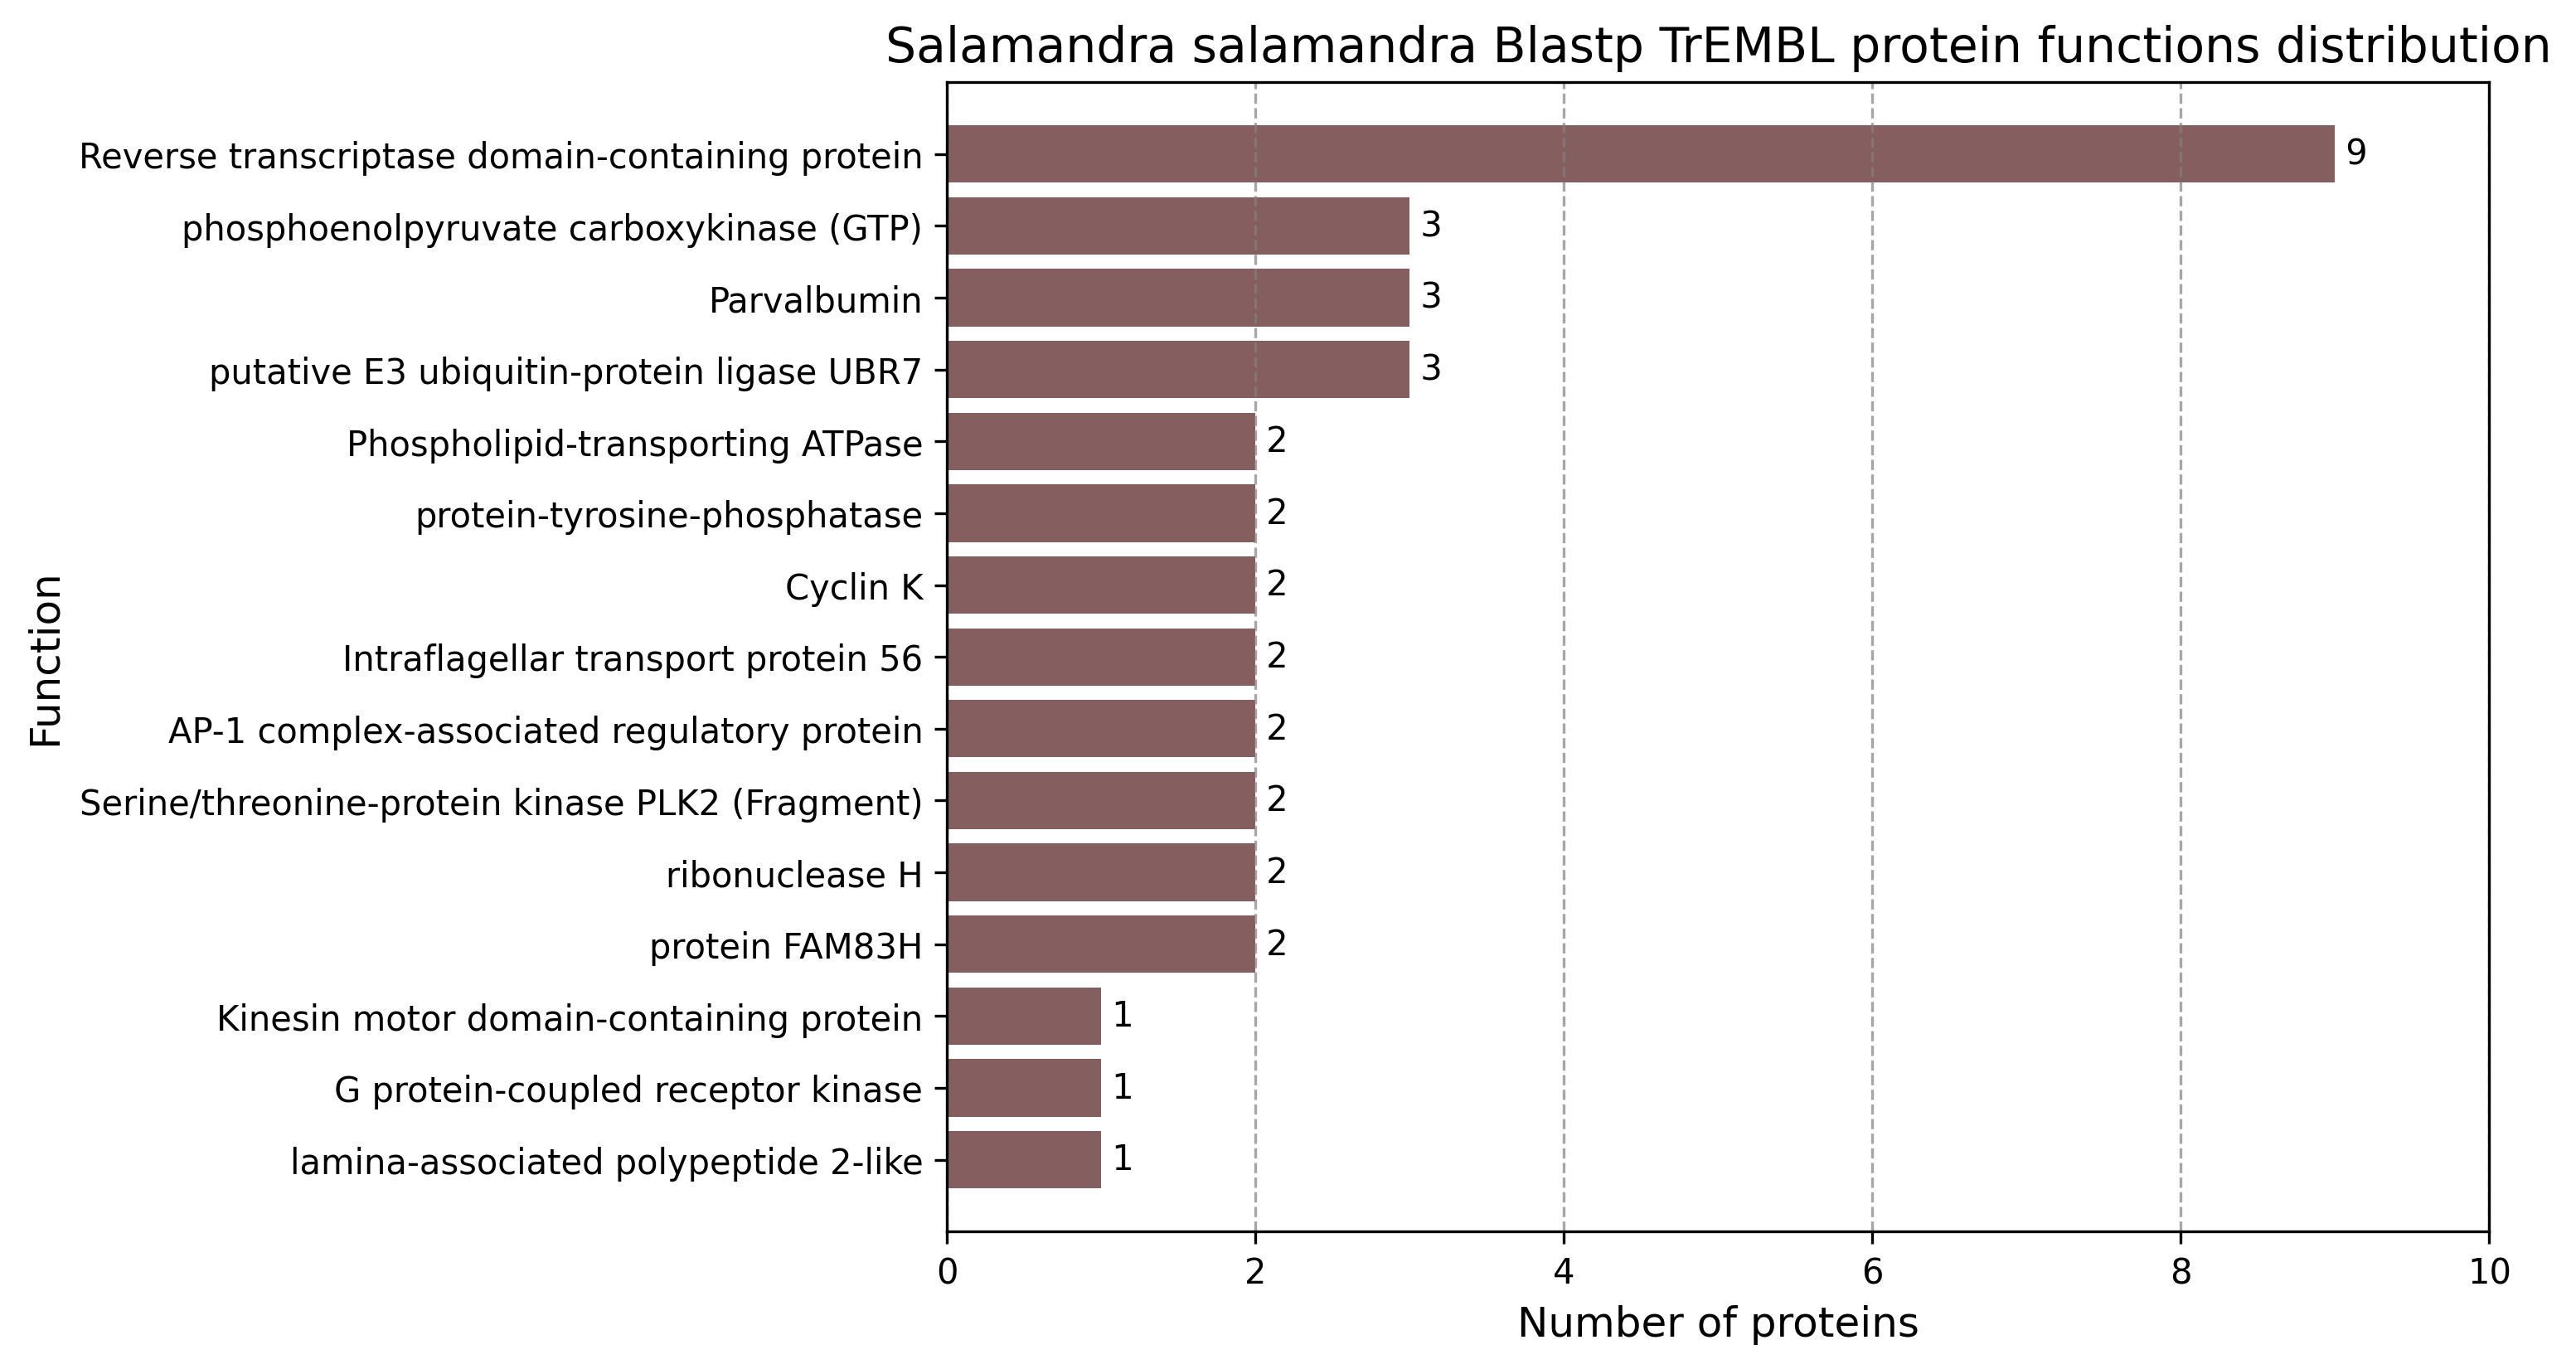 Salamandra salamandra Blastp TrEMBL protein functions distribution
Reverse transcriptase domain-containing protein 9
phosphoenolpyruvate carboxykinase (GTP) 3
Parvalbumin 3
putative E3 ubiquitin-protein ligase UBR7 3
Phospholipid-transporting ATPase 2
protein-tyrosine-phosphatase 2
Cyclin K 2
Intraflagellar transport protein 56 2
AP-1 complex-associated regulatory protein 2
Serine/threonine-protein kinase PLK2 (Fragment) 2
ribonuclease H 2
protein FAM83H 2
Kinesin motor domain-containing protein 1
G protein-coupled receptor kinase 1
lamina-associated polypeptide 2-like 1
Function
0 2 4 6 8 10
Number of proteins